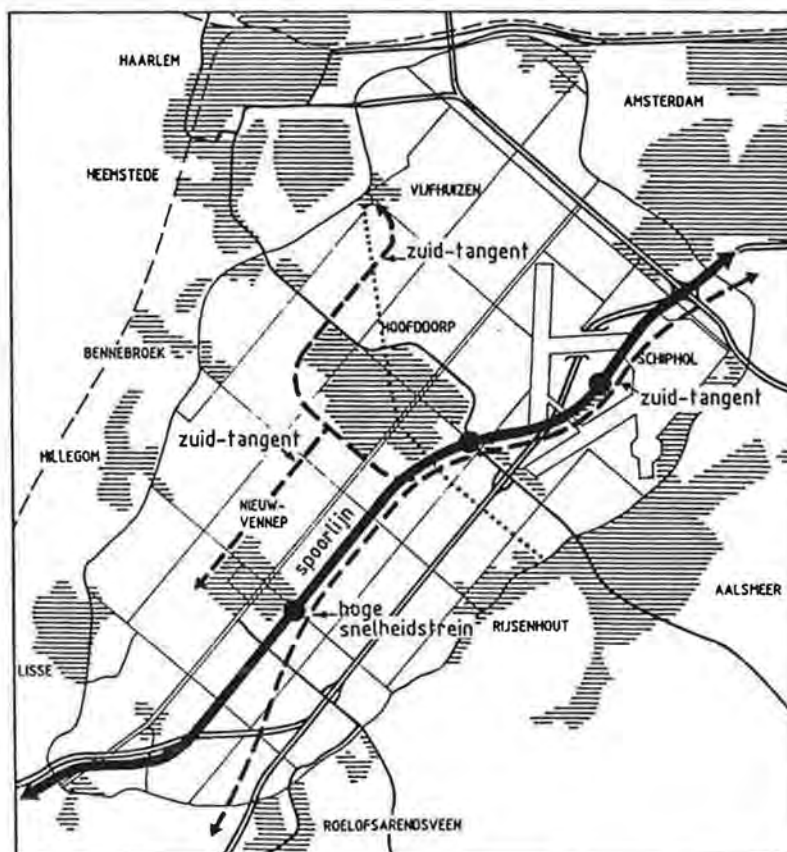 HAARLEM
AMSTERDAM
HEEMSTEDE
VIJFHUIZEN
zuid-tangent
HOOFDDORP
BENNEBROEK
SCHIPHOL
zuid-tangent
zuid-tangent
HILLEGOM
NIEUW-
VENNEP
spoorlijn
AALSMEER
hoge
snelheidstrein
RIJSENHOUT
LISSE
ROELOFSARENDSVEEN